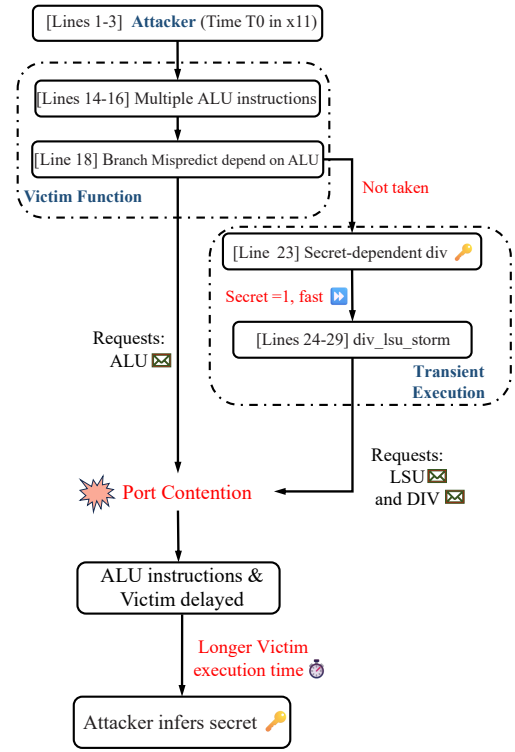 [Lines 1-3] Attacker (Time T0 in x11)
[Lines 14-16] Multiple ALU instructions
[Line 18] Branch Mispredict depend on ALU
Victim Function
Not taken
[Line 23] Secret-dependent div
Secret =1, fast
[Lines 24-29] div_lsu_storm
Transient
Execution
Requests:
ALU
Requests:
LSU
and DIV
Port Contention
ALU instructions &
Victim delayed
Longer Victim
execution time
Attacker infers secret